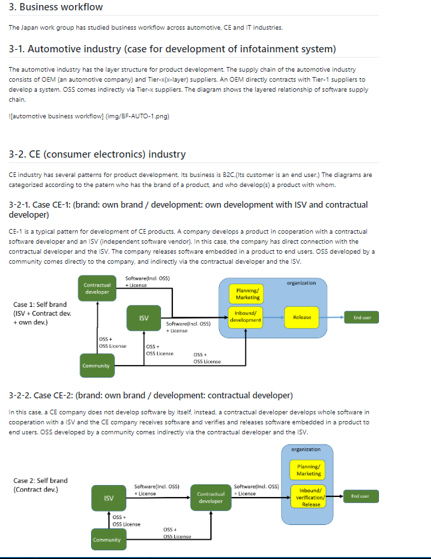 3. Business workflow
The Japan work group has studied business workflow across automotive, CE and IT industries.
3-1. Automotive industry (case for development of infotainment system)
The automotive industry has the layer structure for product development. The supply chain of the automotive industry
consists of OEM (an automotive company) and Tier-x(x-layer) suppliers. An OEM directly contracts with Tier-1 suppliers to
develop a system. OSS comes indirectly via Tier-x suppliers. The diagram shows the layered relationship of software supply
chain.
![automotive business workflow] (img/BF-AUTO-1.png)
3-2. CE (consumer electronics) industry
CE industry has several patterns for product development. Its business is B2C.(Its customer is an end user.) The diagrams are
categorized according to the patern who has the brand of a product, and who develop(s) a product with whom.
3-2-1. Case CE-1: (brand: own brand / development: own development with ISV and contractual
developer)
CE-1 is a typical pattern for development of CE products. A company develops a product in cooperation with a contractual
software developer and an ISV (independent software vendor). In this case, the company has direct connection with the
contractual developer and the ISV. The company releases software embedded in a product to end users. OSS developed by a
community comes directly to the company, and indirectly via the contractual developer and the ISV.
Case 1: Self brand
(ISV + Contract dev.
+ own dev.)
Contractual
developer
Software(Incl. OSS)
+ License
organization
Planning/
Marketing
ISV
Inbound/
development
Release
End user
Software(Incl. OSS)
+ License
OSS +
OSS License
OSS +
OSS License
OSS +
OSS License
Community
3-2-2. Case CE-2: (brand: own brand / development: contractual developer)
In this case, a CE company does not develop software by itself, instead, a contractual developer develops whole software in
cooperation with a ISV and the CE company receives software and verifies and releases software embedded in a product to
end users. OSS developed by a community comes indirectly via the contractual developer and the ISV.
Case 2: Self brand
(Contract dev.)
organization
Planning/
Marketing
ISV
Software(Incl. OSS)
+ License
Contractual
developer
Software(Incl. OSS)
+ License
Inbound/
verification/
Release
End user
OSS +
OSS License
OSS +
OSS License
Community